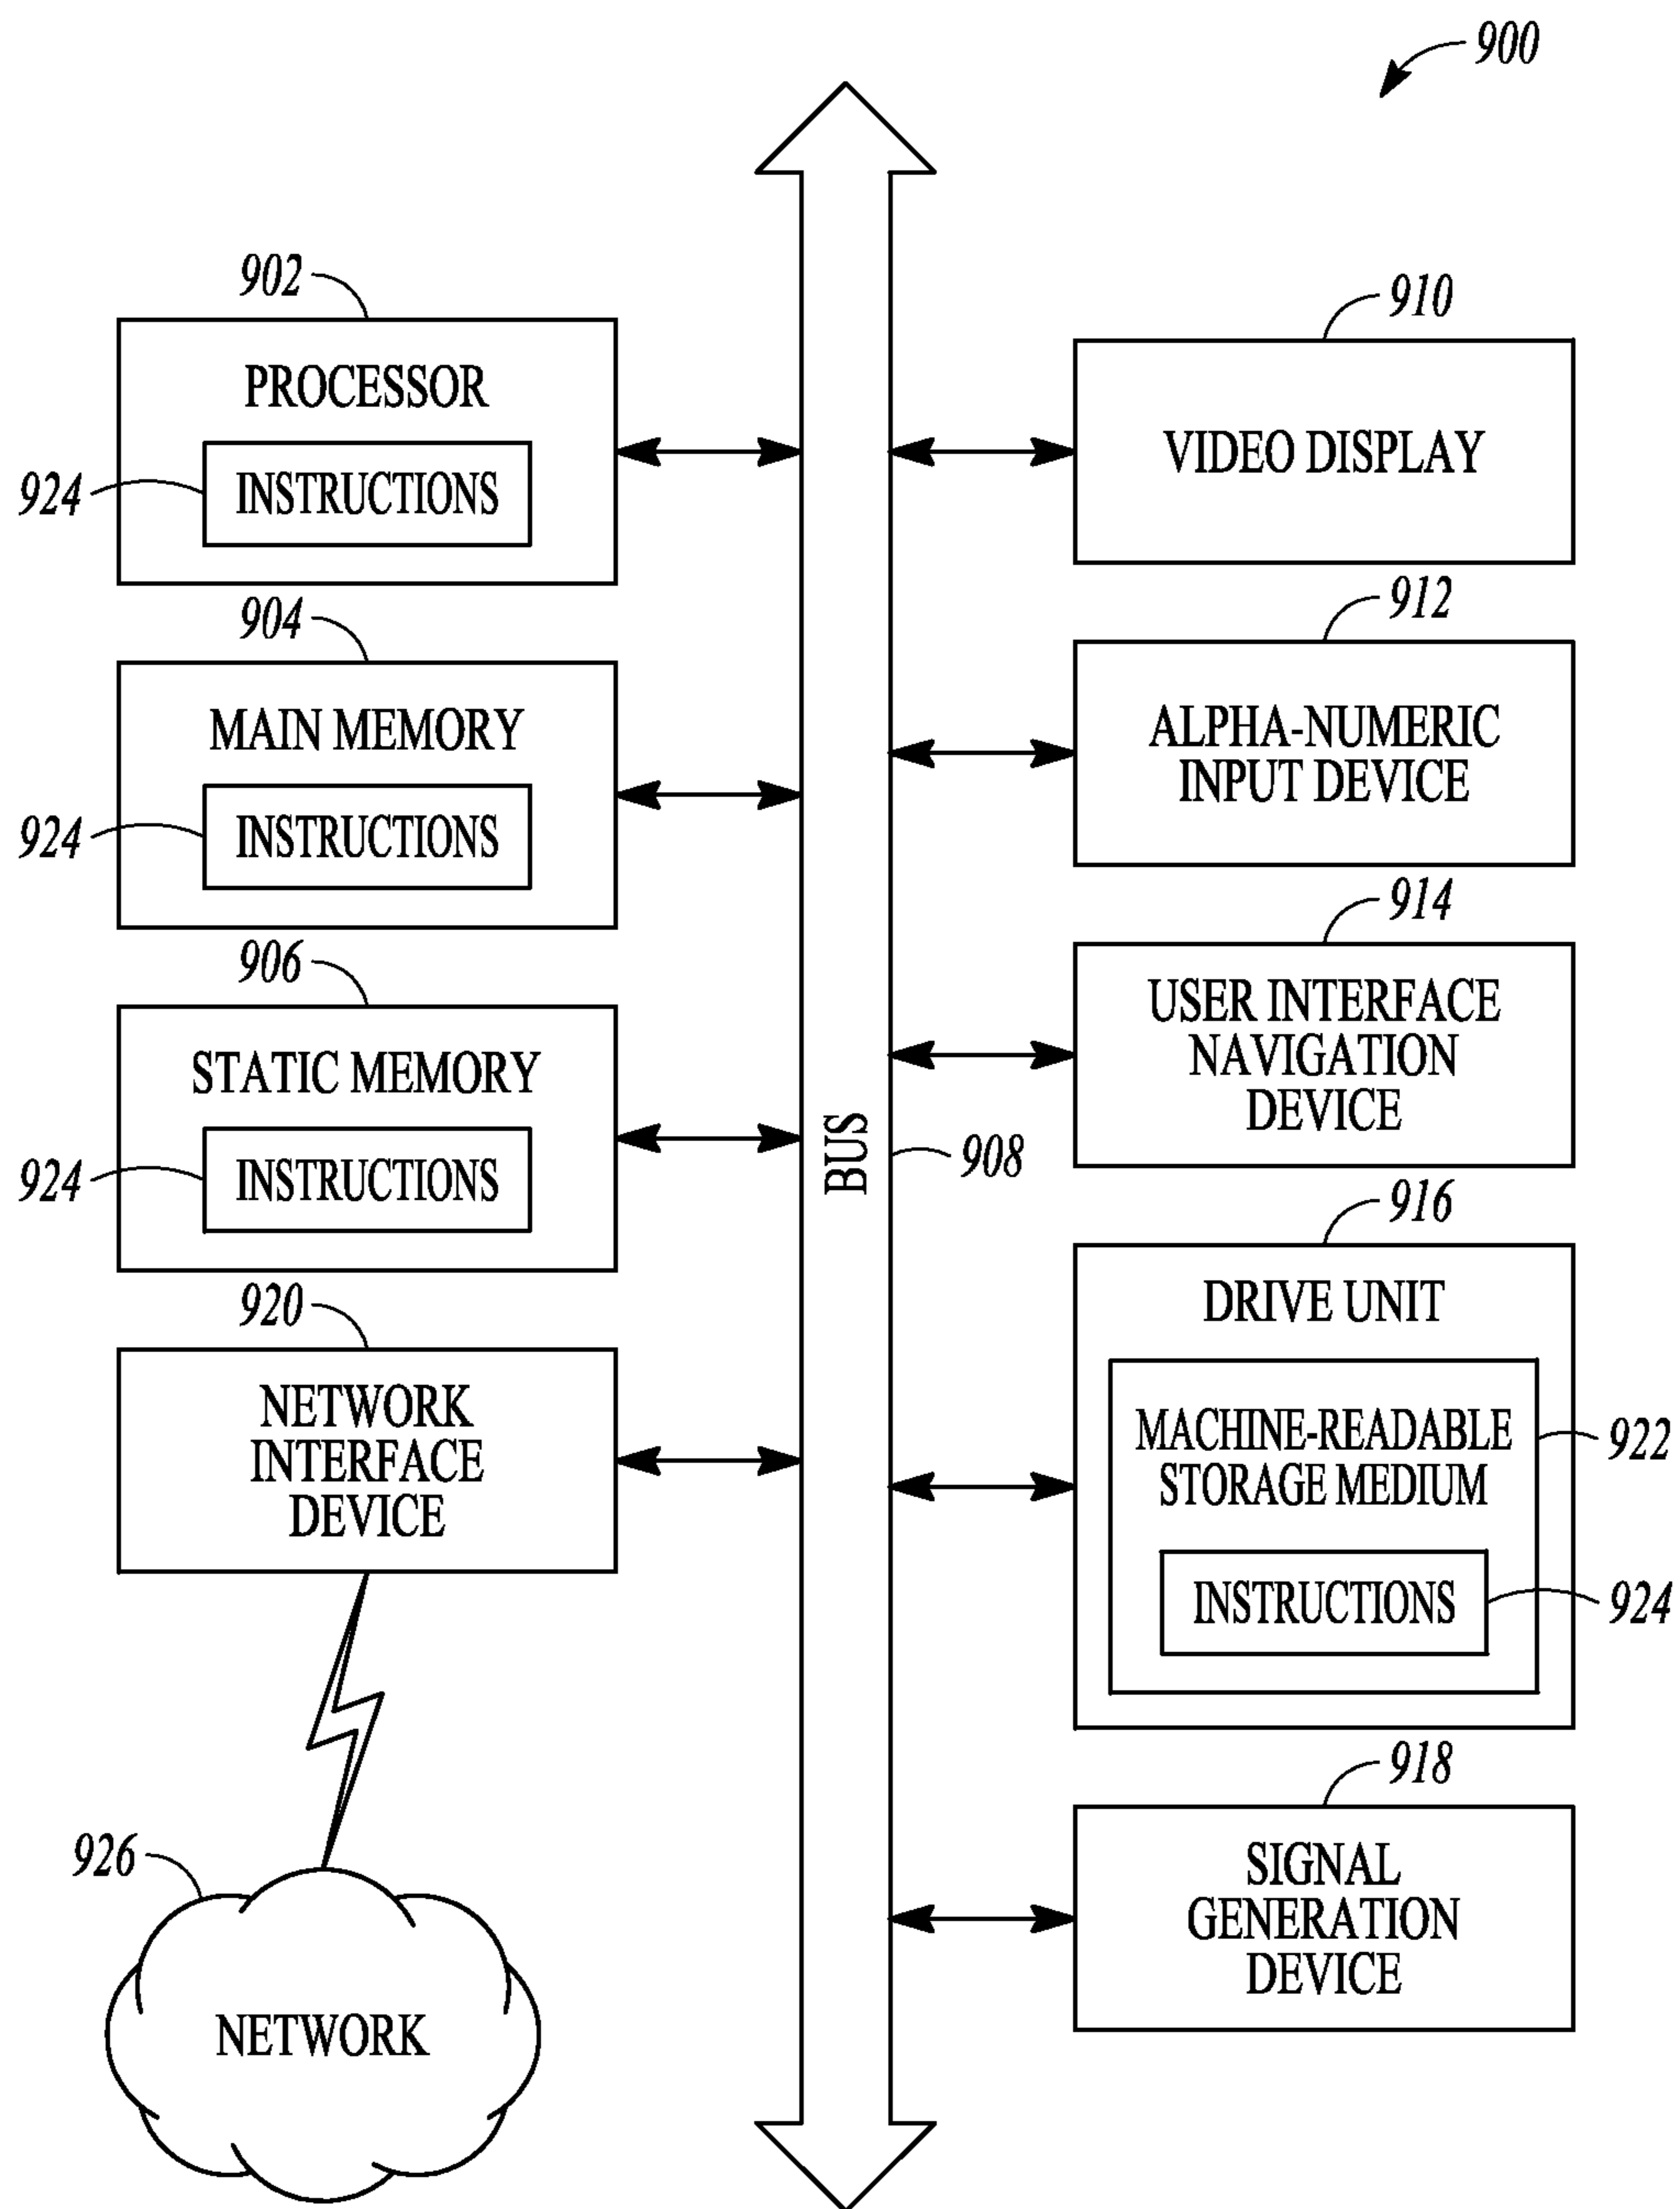 900
902
PROCESSOR
924
INSTRUCTIONS
904
MAIN MEMORY
924
INSTRUCTIONS
906
STATIC MEMORY
924
INSTRUCTIONS
920
NETWORK
INTERFACE
DEVICE
926
NETWORK
BUS
908
910
VIDEO DISPLAY
912
ALPHA-NUMERIC
INPUT DEVICE
914
USER INTERFACE
NAVIGATION
DEVICE
916
DRIVE UNIT
MACHINE-READABLE
STORAGE MEDIUM
922
INSTRUCTIONS
924
918
SIGNAL
GENERATION
DEVICE